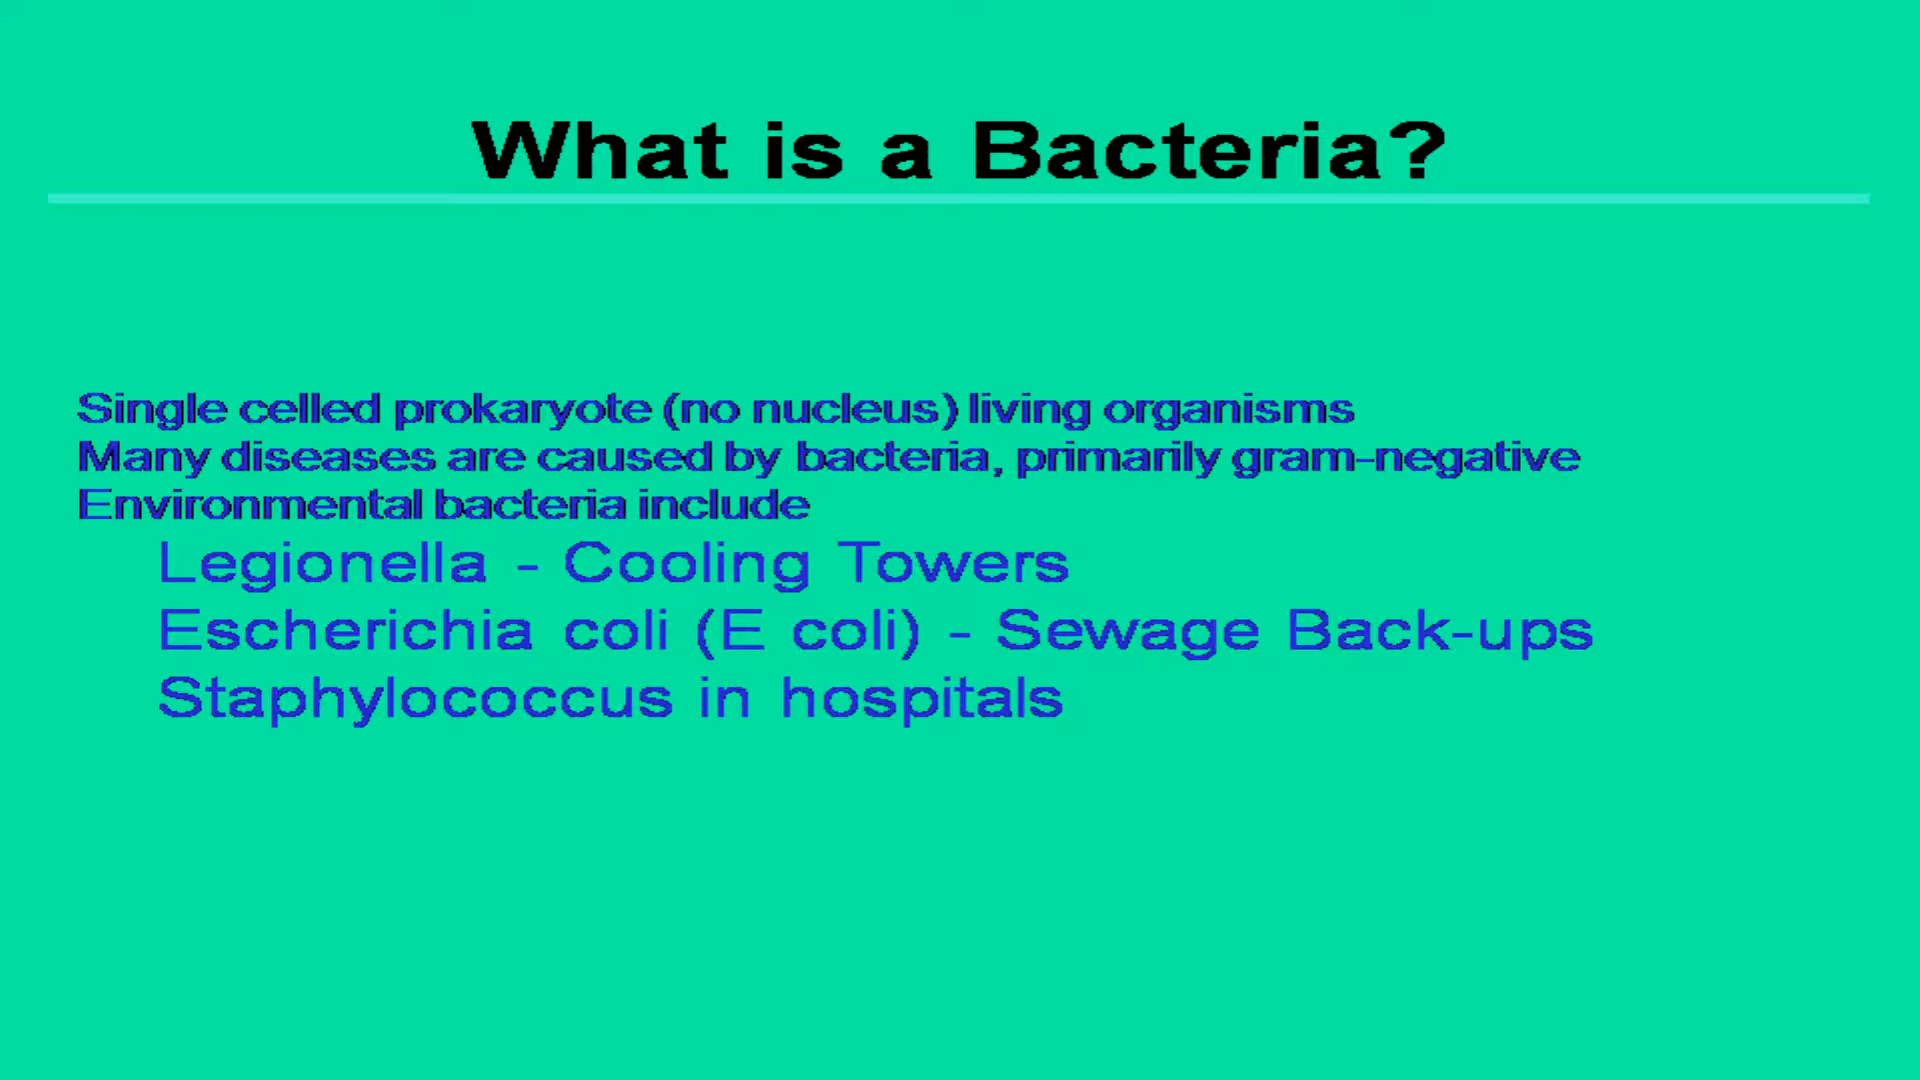 What is a Bacteria?
Single celled prokaryote (no nucleus) living organisms
Many diseases are caused by bacteria, primarily gram-negative
Environmental bacteria include
Legionella - Cooling Towers
Escherichia coli (E coli) - Sewage Back-ups
Staphylococcus in hospitals